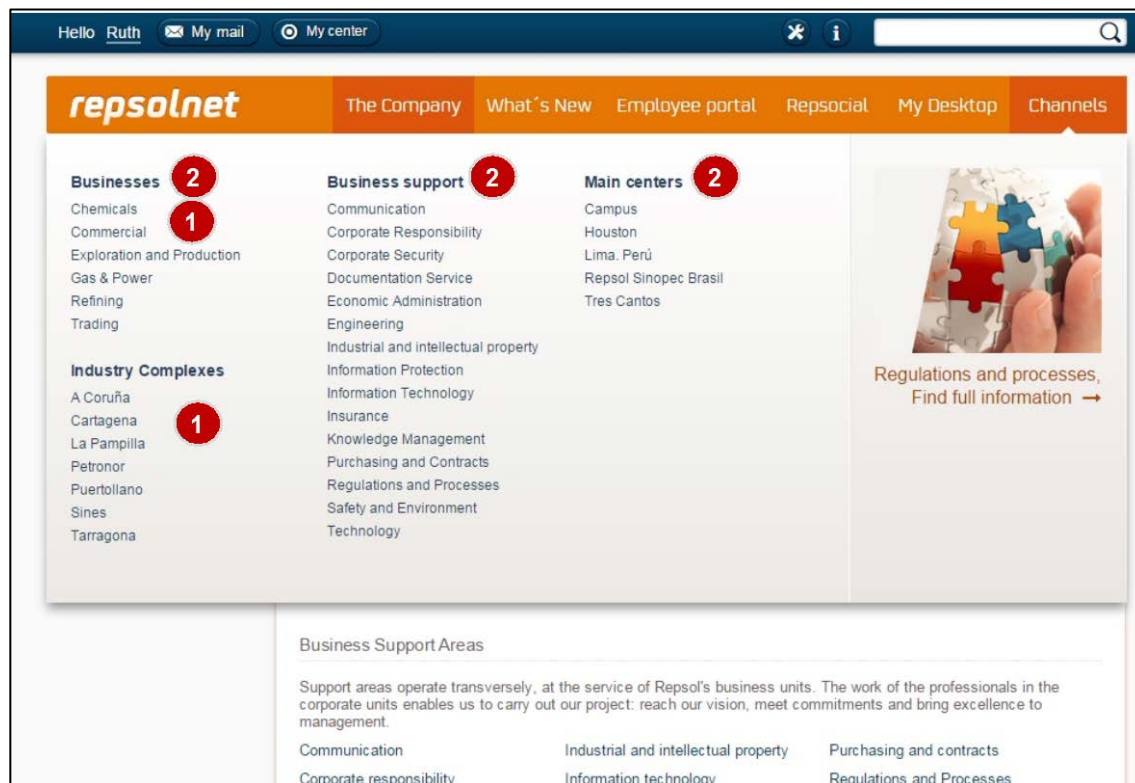 Hello Ruth My mail My center
repsolnet
The Company What´s New Employee portal Repsocial My Desktop Channels
Businesses 2
Chemicals
1
Commercial
Exploration and Production
Gas & Power
Refining
Trading
Industry Complexes
A Coruña
Cartagena 1
La Pampilla
Petronor
Puertollano
Sines
Tarragona
Business support 2
Communication
Corporate Responsibility
Corporate Security
Documentation Service
Economic Administration
Engineering
Industrial and intellectual property
Information Protection
Information Technology
Insurance
Knowledge Management
Purchasing and Contracts
Regulations and Processes
Safety and Environment
Technology
Main centers 2
Campus
Houston
Lima. Perú
Repsol Sinopec Brasil
Tres Cantos
Regulations and processes,
Find full information →
Business Support Areas
Support areas operate transversely, at the service of Repsol's business units. The work of the professionals in the
corporate units enables us to carry out our project: reach our vision, meet commitments and bring excellence to
management.
Communication Industrial and intellectual property Purchasing and contracts
Corporate responsibility Information technology Regulations and Processes